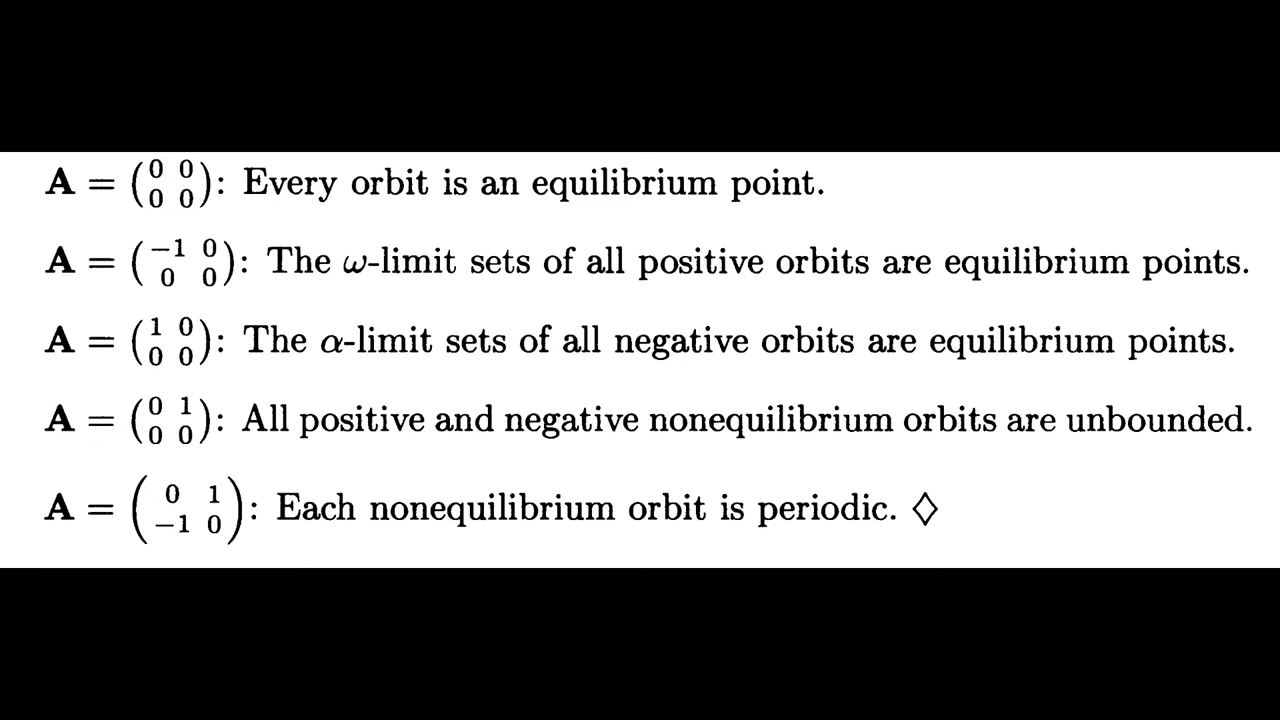 A = (0 0 / 0 0): Every orbit is an equilibrium point.
A = (−1 0 / 0 0): The ω-limit sets of all positive orbits are equilibrium points.
A = (1 0 / 0 0): The α-limit sets of all negative orbits are equilibrium points.
A = (0 1 / 0 0): All positive and negative nonequilibrium orbits are unbounded.
A = (0 1 / −1 0): Each nonequilibrium orbit is periodic. ◇